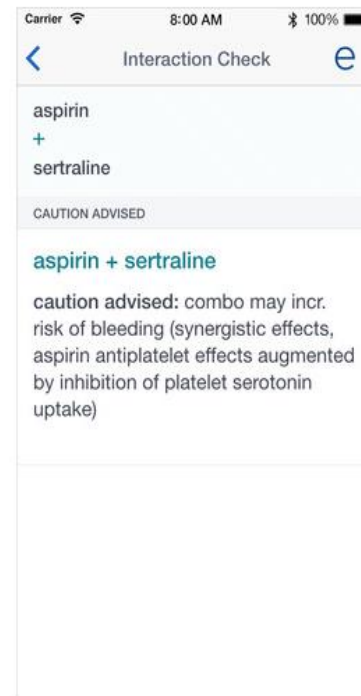 Carrier 8:00 AM 100%
Interaction Check e
aspirin
+
sertraline
CAUTION ADVISED
aspirin + sertraline
caution advised: combo may incr.
risk of bleeding (synergistic effects,
aspirin antiplatelet effects augmented
by inhibition of platelet serotonin
uptake)